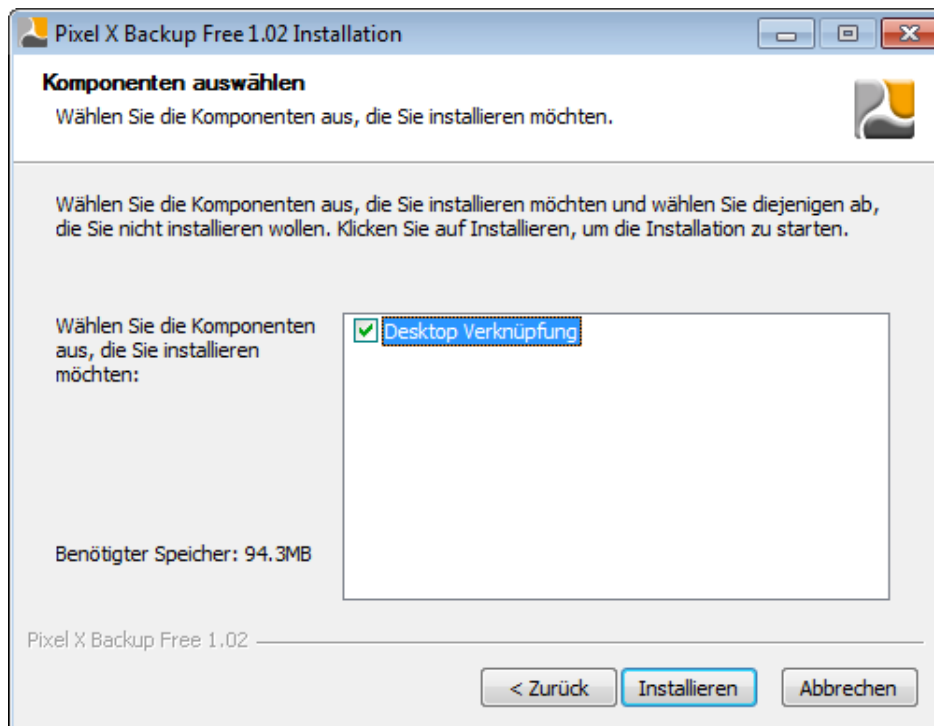 Pixel X Backup Free 1.02 Installation
Komponenten auswählen
Wählen Sie die Komponenten aus, die Sie installieren möchten.
Wählen Sie die Komponenten aus, die Sie installieren möchten und wählen Sie diejenigen ab,
die Sie nicht installieren wollen. Klicken Sie auf Installieren, um die Installation zu starten.
Wählen Sie die Komponenten
aus, die Sie installieren
möchten:
Desktop Verknüpfung
Benötigter Speicher: 94.3MB
Pixel X Backup Free 1.02
< Zurück
Installieren
Abbrechen